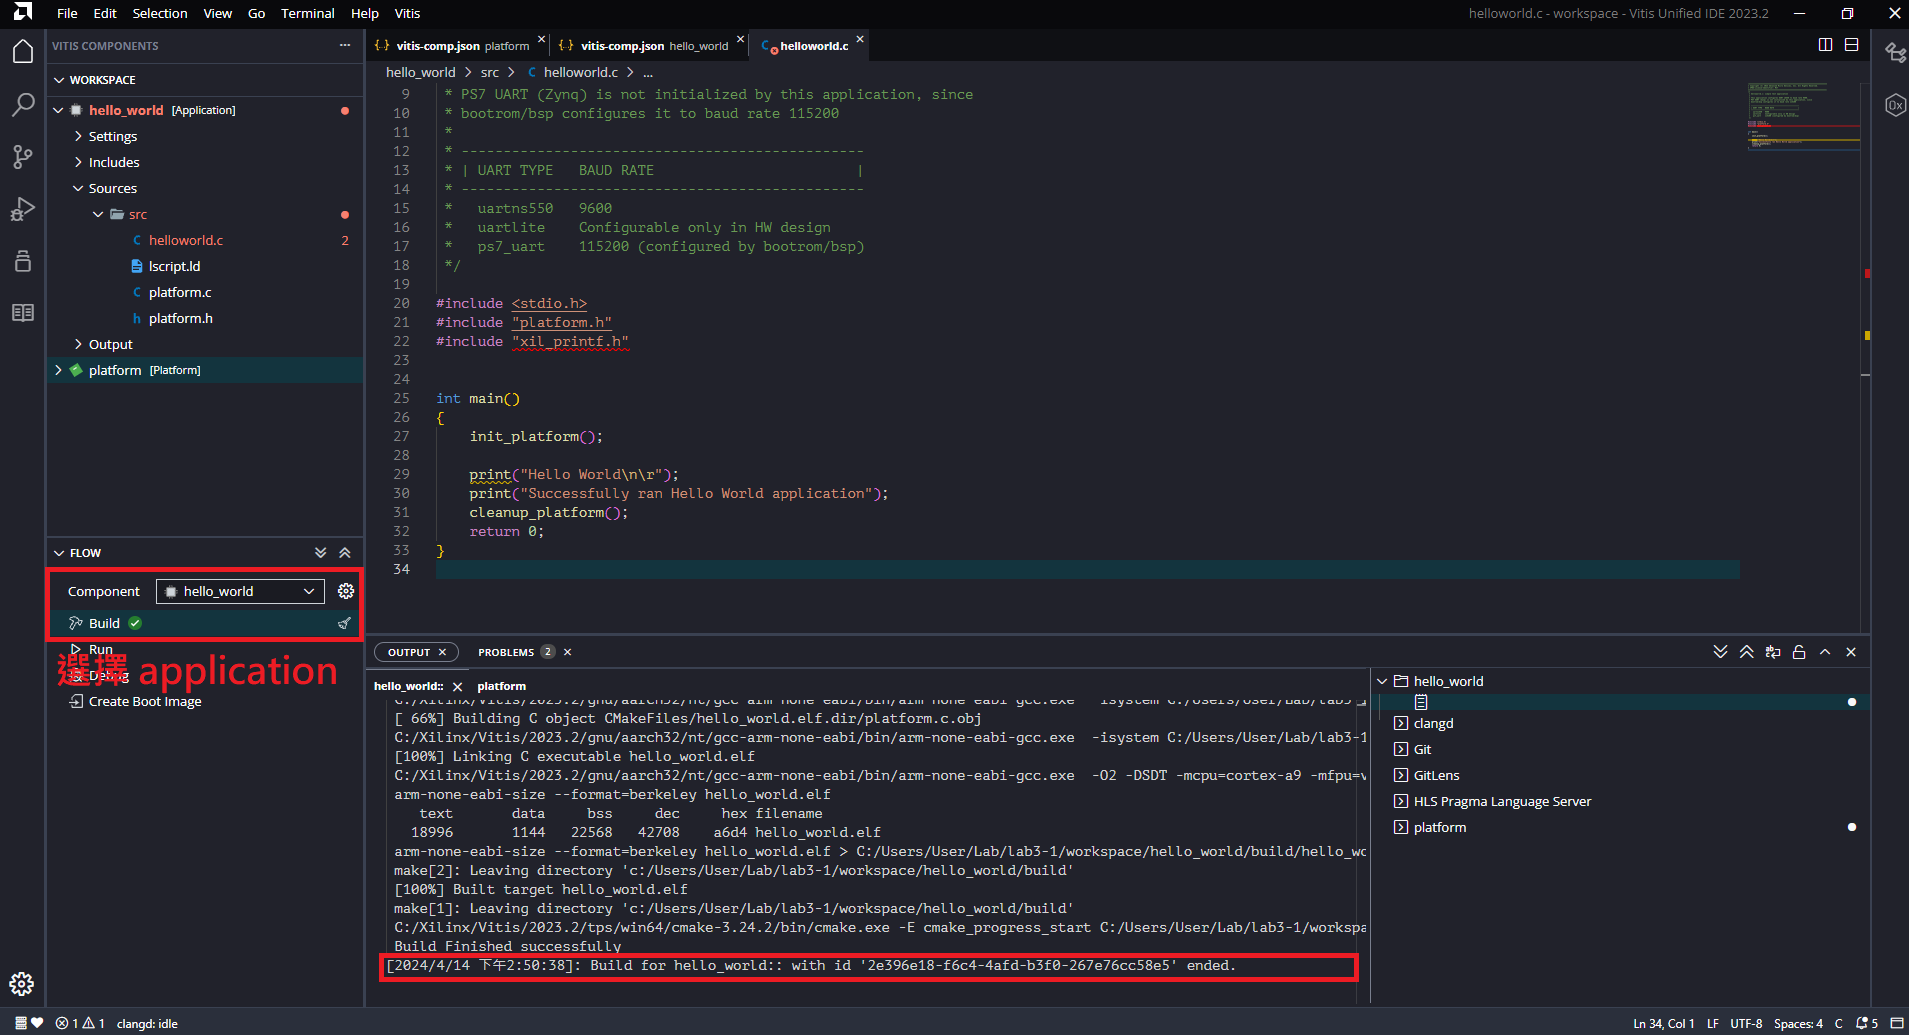 File Edit Selection View Go Terminal Help Vitis
helloworld.c - workspace - Vitis Unified IDE 2023.2
VITIS COMPONENTS
WORKSPACE
hello_world [Application]
Settings
Includes
Sources
src
helloworld.c 2
lscript.ld
platform.c
platform.h
Output
platform [Platform]
FLOW
Component hello_world
Build
Run
Debug
選擇 application
Create Boot Image
vitis-comp.json platform
vitis-comp.json hello_world
helloworld.c
hello_world > src > C helloworld.c > ...
9 * PS7 UART (Zynq) is not initialized by this application, since
10 * bootrom/bsp configures it to baud rate 115200
11 *
12 * ------------------------------------------------
13 * | UART TYPE   BAUD RATE                        |
14 * ------------------------------------------------
15 *   uartns550   9600
16 *   uartlite    Configurable only in HW design
17 *   ps7_uart    115200 (configured by bootrom/bsp)
18 */
19
20 #include <stdio.h>
21 #include "platform.h"
22 #include "xil_printf.h"
23
24
25 int main()
26 {
27     init_platform();
28
29     print("Hello World\n\r");
30     print("Successfully ran Hello World application");
31     cleanup_platform();
32     return 0;
33 }
34
OUTPUT
PROBLEMS 2
hello_world::
platform
C:/Xilinx/Vitis/2023.2/gnu/aarch32/nt/gcc-arm-none-eabi/bin/arm-none-eabi-gcc.exe  -isystem C:/Users/User/Lab/lab3
[ 66%] Building C object CMakeFiles/hello_world.elf.dir/platform.c.obj
C:/Xilinx/Vitis/2023.2/gnu/aarch32/nt/gcc-arm-none-eabi/bin/arm-none-eabi-gcc.exe  -isystem C:/Users/User/Lab/lab3-1
[100%] Linking C executable hello_world.elf
C:/Xilinx/Vitis/2023.2/gnu/aarch32/nt/gcc-arm-none-eabi/bin/arm-none-eabi-gcc.exe  -O2 -DSDT -mcpu=cortex-a9 -mfpu=v
arm-none-eabi-size --format=berkeley hello_world.elf
text data bss dec hex filename
18996 1144 22568 42708 a6d4 hello_world.elf
arm-none-eabi-size --format=berkeley hello_world.elf > C:/Users/User/Lab/lab3-1/workspace/hello_world/build/hello_wo
make[2]: Leaving directory 'c:/Users/User/Lab/lab3-1/workspace/hello_world/build'
[100%] Built target hello_world.elf
make[1]: Leaving directory 'c:/Users/User/Lab/lab3-1/workspace/hello_world/build'
C:/Xilinx/Vitis/2023.2/tps/win64/cmake-3.24.2/bin/cmake.exe -E cmake_progress_start C:/Users/User/Lab/lab3-1/workspa
Build Finished successfully
[2024/4/14 下午2:50:38]: Build for hello_world:: with id '2e396e18-f6c4-4afd-b3f0-267e76cc58e5' ended.
hello_world
clangd
Git
GitLens
HLS Pragma Language Server
platform
1 1 clangd: idle
Ln 34, Col 1 LF UTF-8 Spaces: 4 C 5